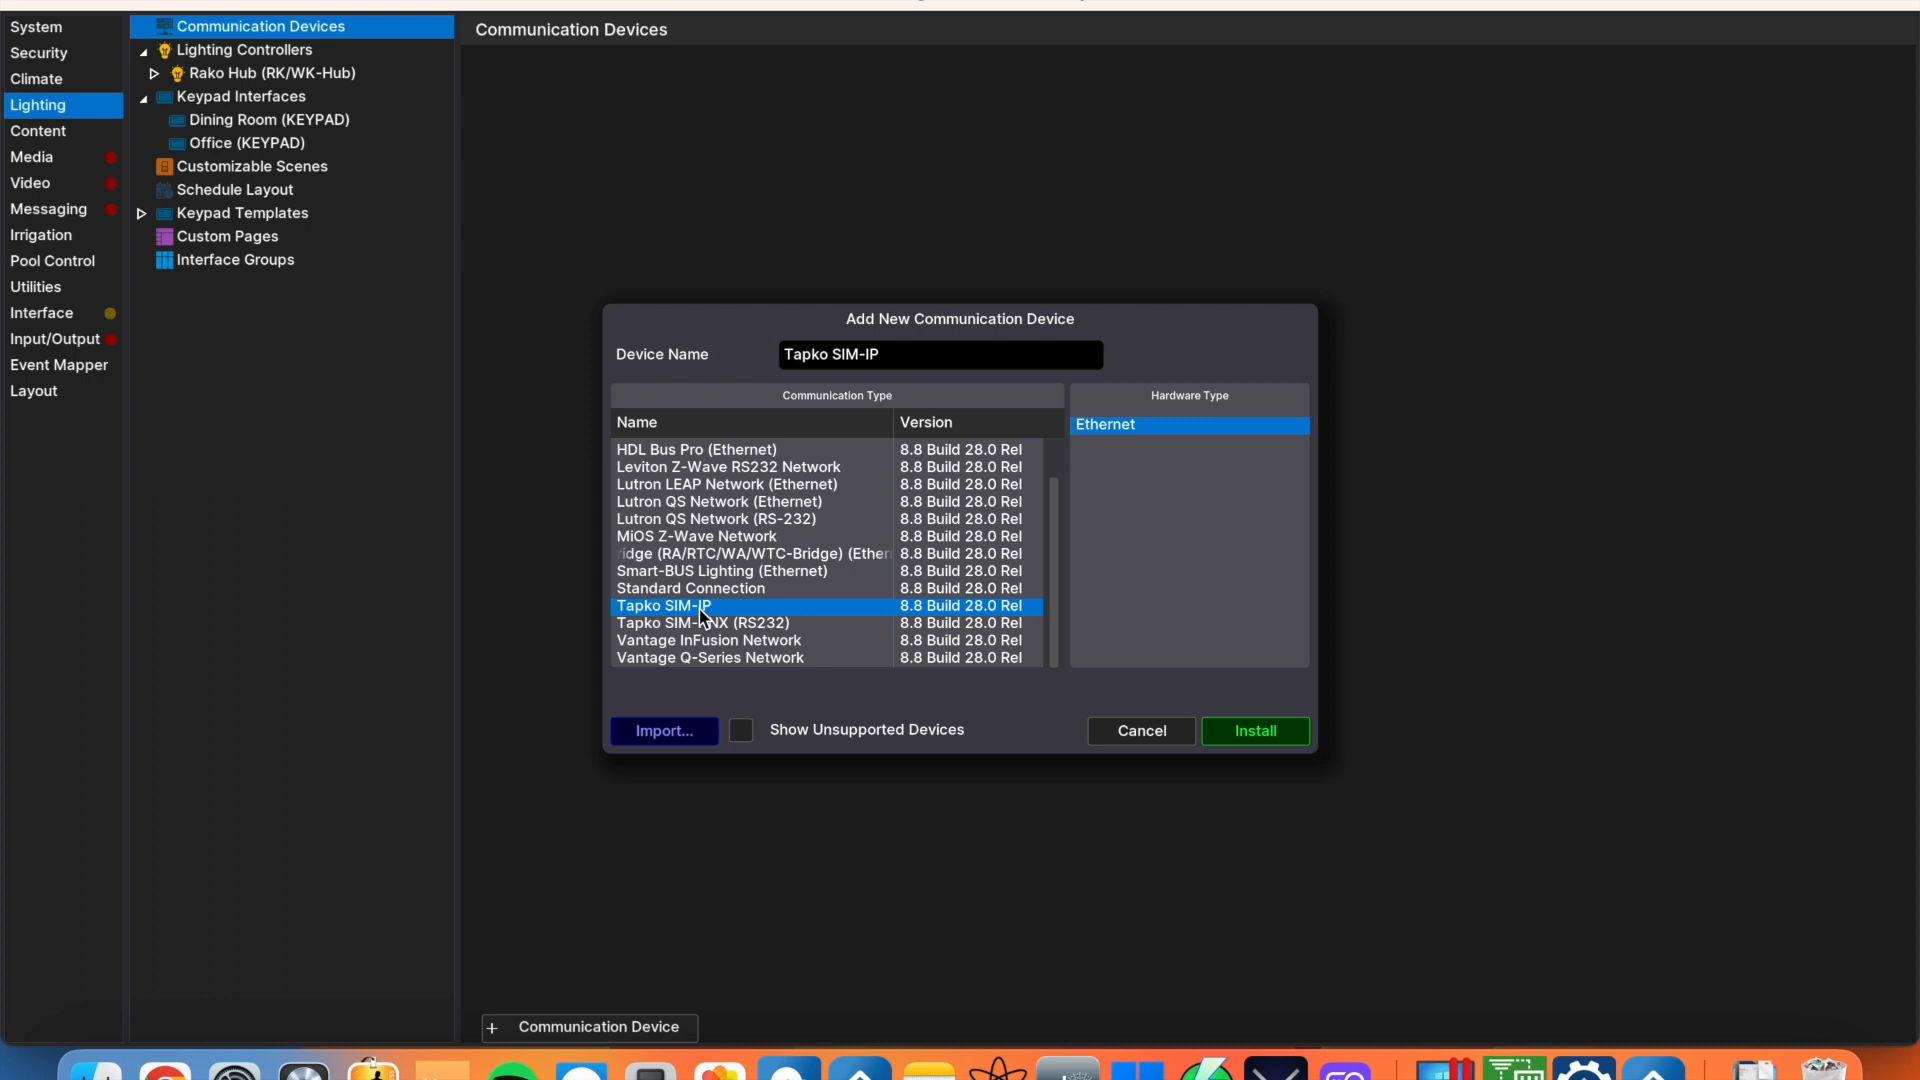 System
Security
Climate
Lighting
Content
Media
Video
Messaging
Irrigation
Pool Control
Utilities
Interface
Input/Output
Event Mapper
Layout
Communication Devices
Lighting Controllers
Rako Hub (RK/WK-Hub)
Keypad Interfaces
Dining Room (KEYPAD)
Office (KEYPAD)
Customizable Scenes
Schedule Layout
Keypad Templates
Custom Pages
Interface Groups
Communication Devices
Add New Communication Device
Device Name Tapko SIM-IP
Communication Type Hardware Type
Name Version
Ethernet
HDL Bus Pro (Ethernet) 8.8 Build 28.0 Rel
Leviton Z-Wave RS232 Network 8.8 Build 28.0 Rel
Lutron LEAP Network (Ethernet) 8.8 Build 28.0 Rel
Lutron QS Network (Ethernet) 8.8 Build 28.0 Rel
Lutron QS Network (RS-232) 8.8 Build 28.0 Rel
MiOS Z-Wave Network 8.8 Build 28.0 Rel
ridge (RA/RTC/WA/WTC-Bridge) (Ether 8.8 Build 28.0 Rel
Smart-BUS Lighting (Ethernet) 8.8 Build 28.0 Rel
Standard Connection 8.8 Build 28.0 Rel
Tapko SIM-IP 8.8 Build 28.0 Rel
Tapko SIM-KNX (RS232) 8.8 Build 28.0 Rel
Vantage InFusion Network 8.8 Build 28.0 Rel
Vantage Q-Series Network 8.8 Build 28.0 Rel
Import... Show Unsupported Devices Cancel Install
+ Communication Device